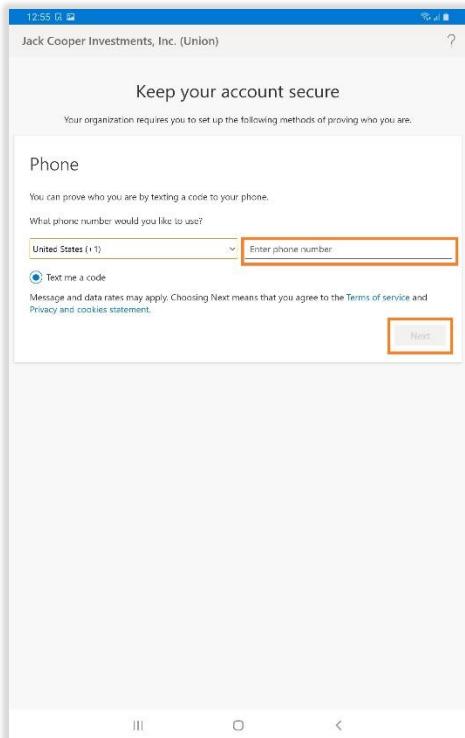 12:55
Jack Cooper Investments, Inc. (Union)
?
Keep your account secure
Your organization requires you to set up the following methods of proving who you are.
Phone
You can prove who you are by texting a code to your phone.
What phone number would you like to use?
United States (+1)
Enter phone number
Text me a code
Message and data rates may apply. Choosing Next means that you agree to the Terms of service and
Privacy and cookies statement.
Next